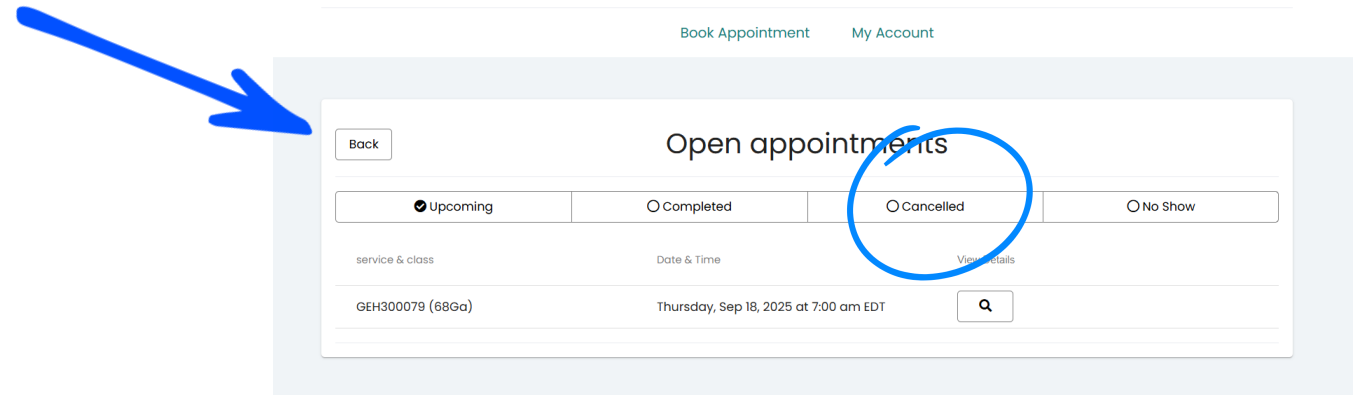 Book Appointment My Account
Back Open appointments
Upcoming Completed Cancelled No Show
service & class Date & Time View Details
GEH300079 (68Ga) Thursday, Sep 18, 2025 at 7:00 am EDT